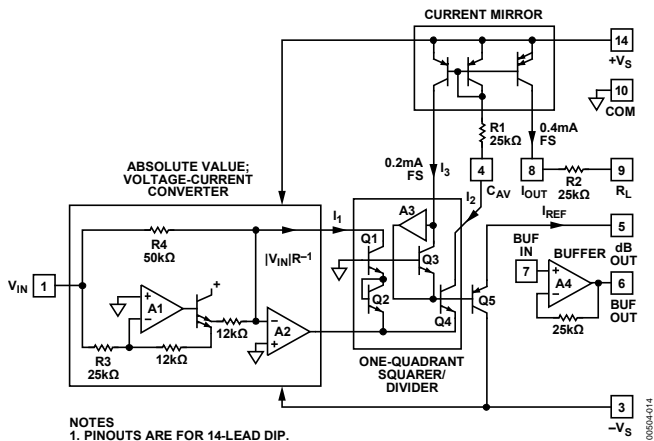 CURRENT MIRROR
14
+VS
10
COM
R1
25kΩ
0.4mA
FS
ABSOLUTE VALUE;
VOLTAGE-CURRENT
CONVERTER
0.2mA
FS
I3
4
CAV
8
IOUT
R2
25kΩ
9
RL
I2
IREF
5
dB
OUT
R4
50kΩ
I1
|VIN|R–1
A3
Q1
Q3
Q2
Q4
Q5
BUF
IN
7
BUFFER
A4
6
BUF
OUT
25kΩ
VIN
1
+
+
–
A1
12kΩ
–
+
A2
R3
25kΩ
12kΩ
+
–
ONE-QUADRANT
SQUARER/
DIVIDER
3
–VS
NOTES
1. PINOUTS ARE FOR 14-LEAD DIP.
00504-014